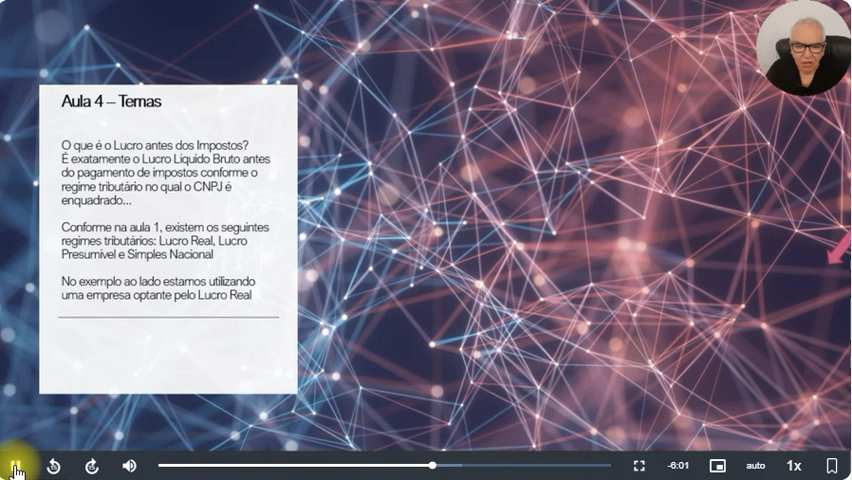 Aula 4 – Temas
O que é o Lucro antes dos Impostos?
É exatamente o Lucro Líquido Bruto antes
do pagamento de impostos conforme o
regime tributário no qual o CNPJ é
enquadrado...
Conforme na aula 1, existem os seguintes
regimes tributários: Lucro Real, Lucro
Presumível e Simples Nacional
No exemplo ao lado estamos utilizando
uma empresa optante pelo Lucro Real
-6:01
auto
1x